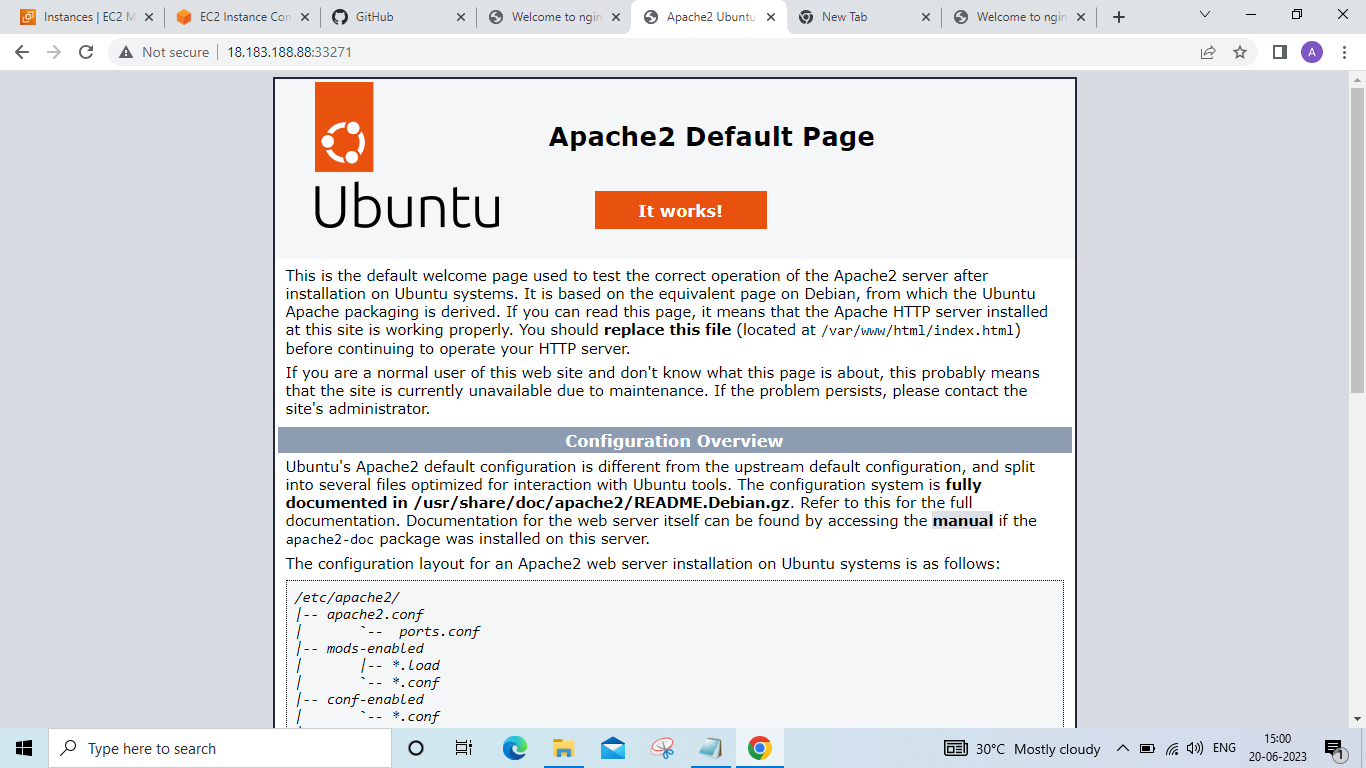 Instances | EC2 M
EC2 Instance Con
GitHub
Welcome to ngin
Apache2 Ubuntu
New Tab
Welcome to ngin
Not secure
18.183.188.88:33271
A
Apache2 Default Page
Ubuntu
It works!
This is the default welcome page used to test the correct operation of the Apache2 server after
installation on Ubuntu systems. It is based on the equivalent page on Debian, from which the Ubuntu
Apache packaging is derived. If you can read this page, it means that the Apache HTTP server installed
at this site is working properly. You should replace this file (located at /var/www/html/index.html)
before continuing to operate your HTTP server.
If you are a normal user of this web site and don't know what this page is about, this probably means
that the site is currently unavailable due to maintenance. If the problem persists, please contact the
site's administrator.
Configuration Overview
Ubuntu's Apache2 default configuration is different from the upstream default configuration, and split
into several files optimized for interaction with Ubuntu tools. The configuration system is fully
documented in /usr/share/doc/apache2/README.Debian.gz. Refer to this for the full
documentation. Documentation for the web server itself can be found by accessing the manual if the
apache2-doc package was installed on this server.
The configuration layout for an Apache2 web server installation on Ubuntu systems is as follows:
/etc/apache2/
|-- apache2.conf
|       `--  ports.conf
|-- mods-enabled
|       |-- *.load
|       `-- *.conf
|-- conf-enabled
|       `-- *.conf
Type here to search
30°C Mostly cloudy
ENG
15:00
20-06-2023
1